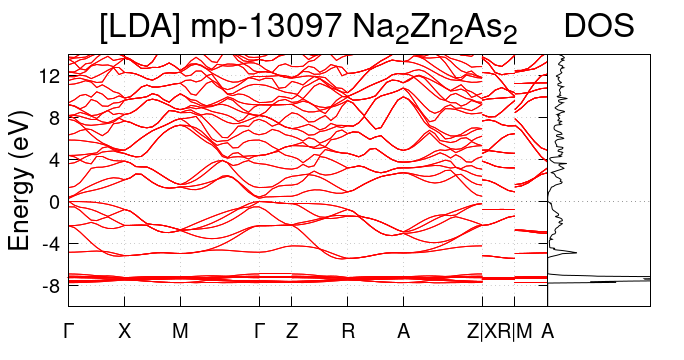 [LDA] mp-13097 Na₂Zn₂As₂ DOS
Energy (eV)
12
8
4
0
-4
-8
Γ X M Γ Z R A Z|XR|M A